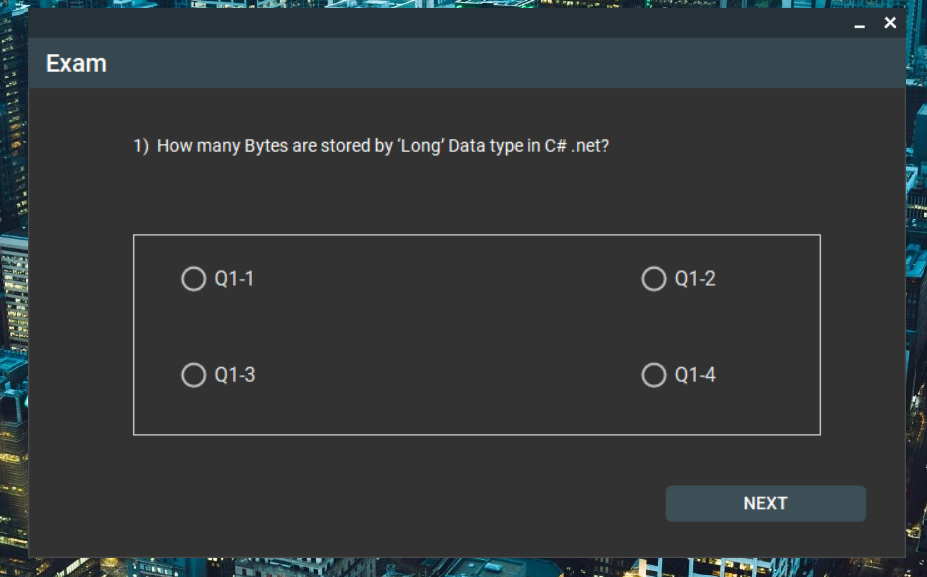 Exam
1) How many Bytes are stored by ‘Long’ Data type in C# .net?
Q1-1
Q1-2
Q1-3
Q1-4
NEXT